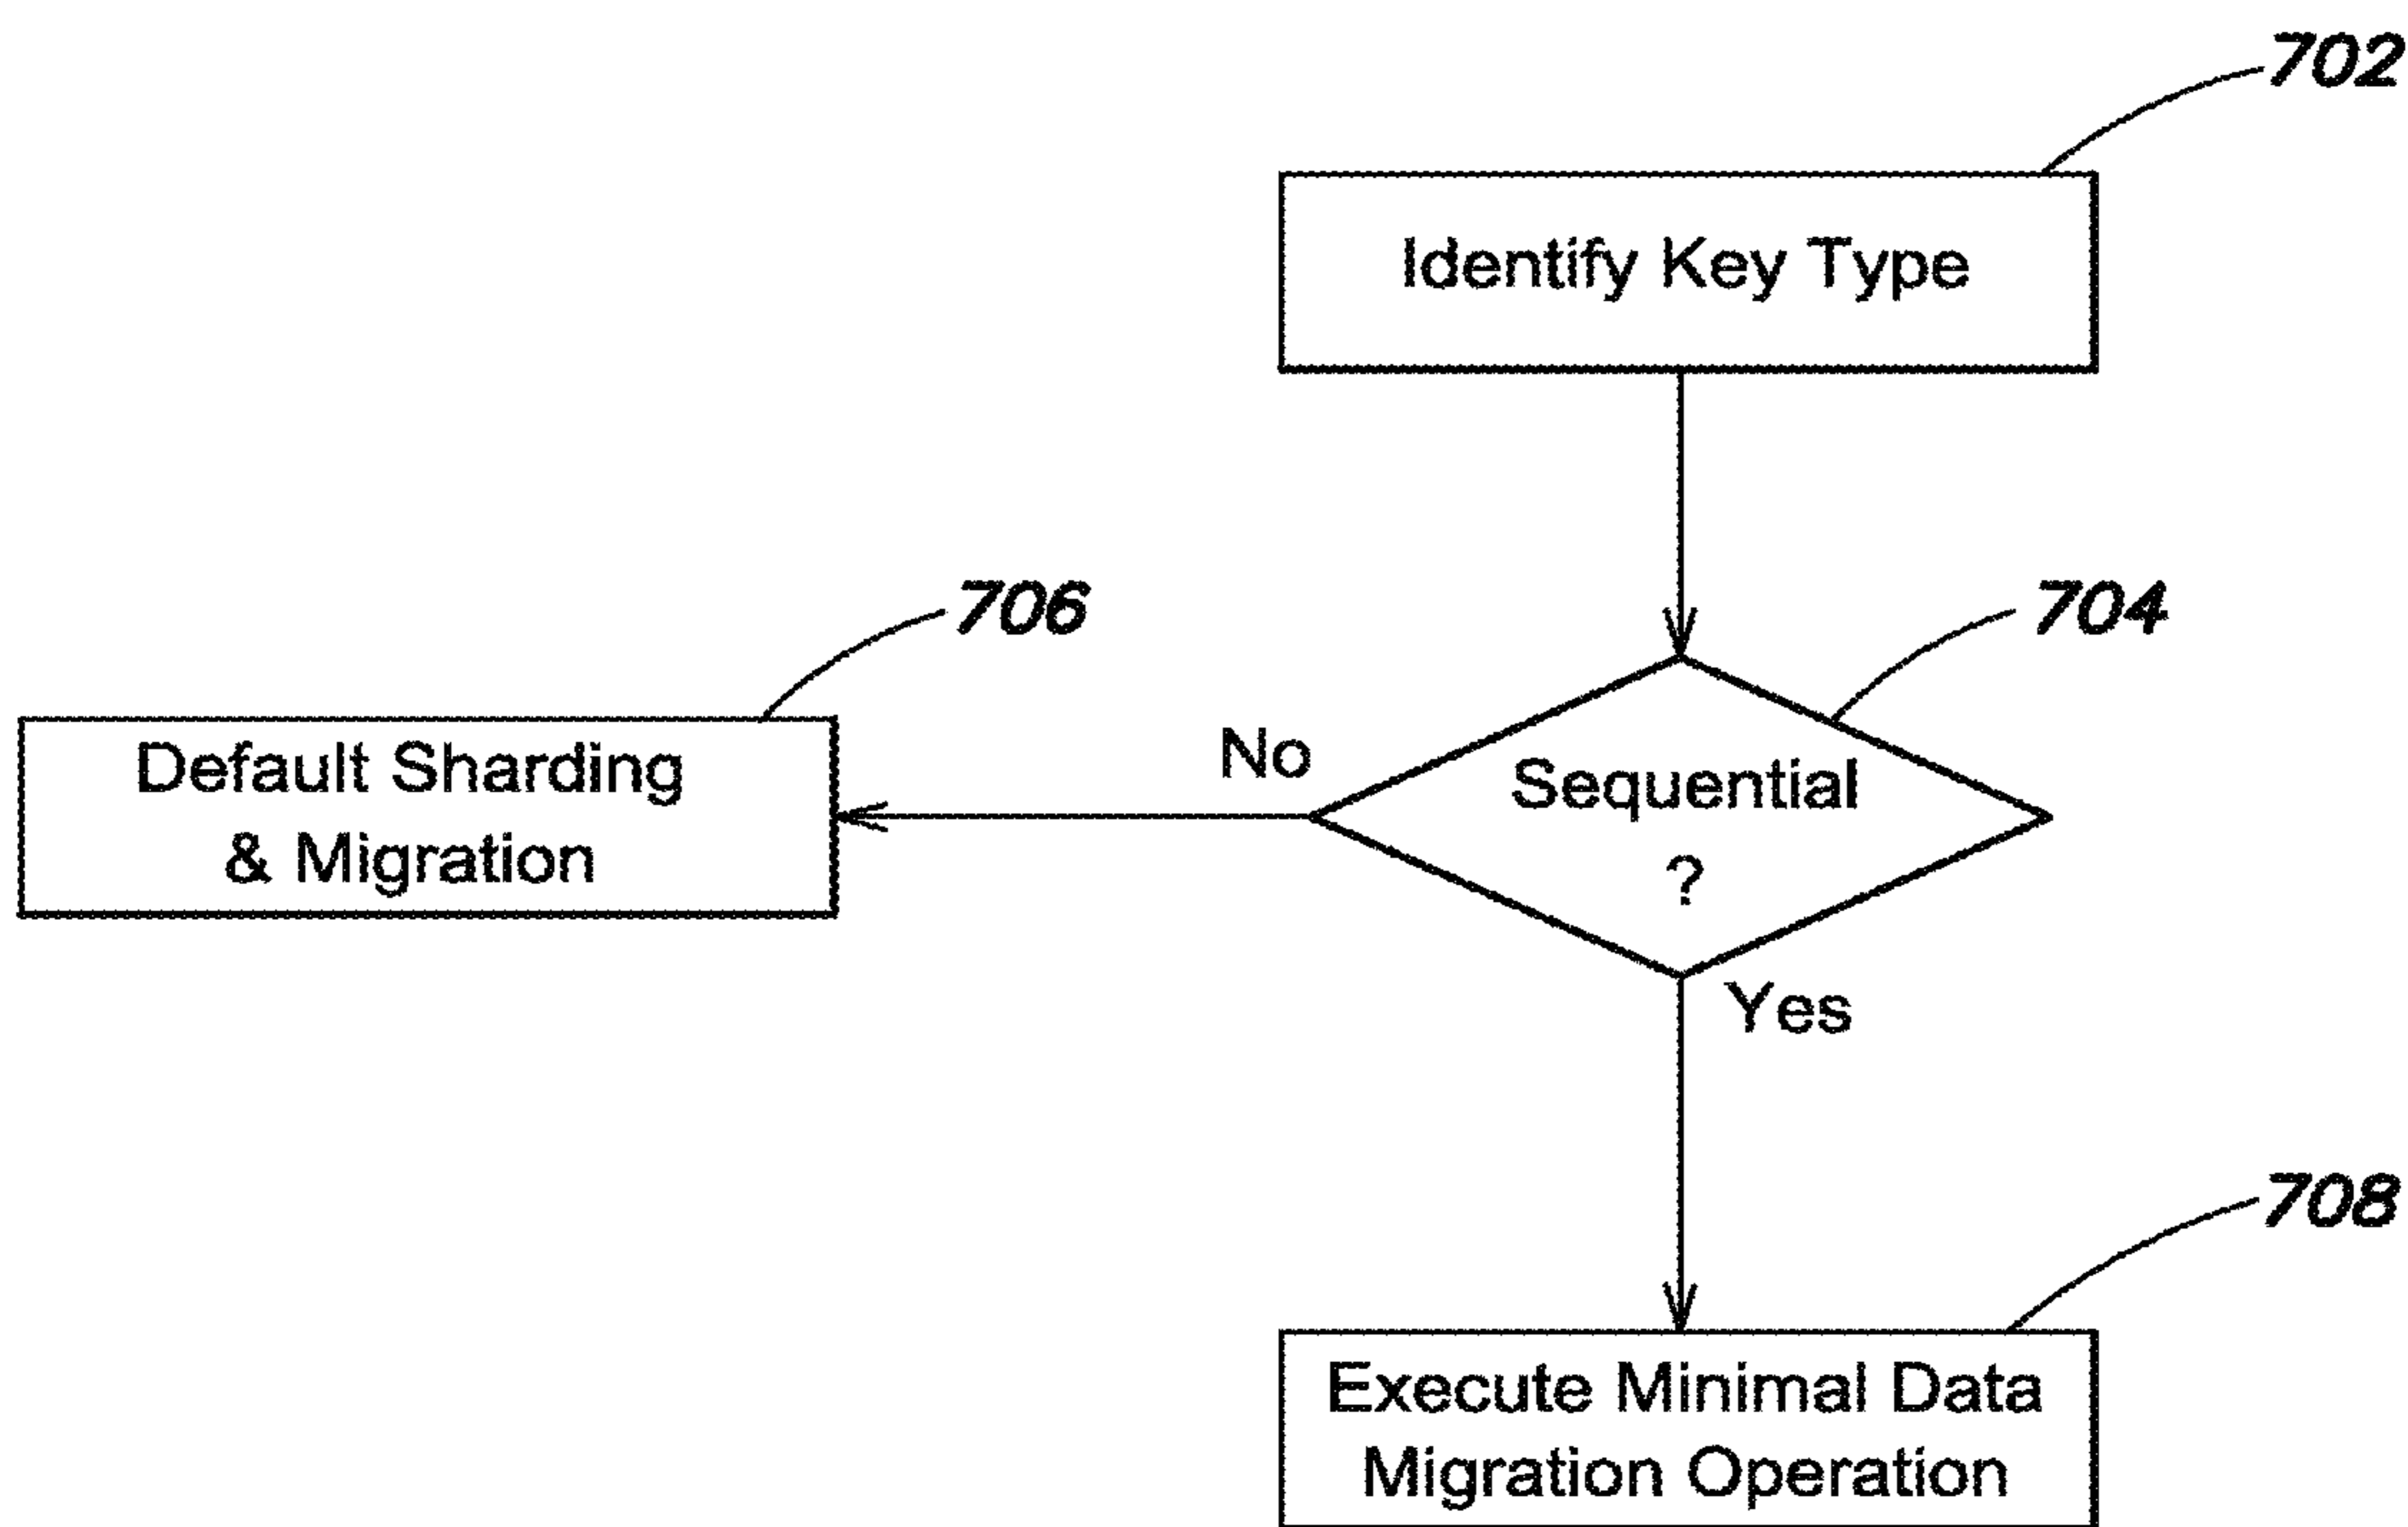 702
Identify Key Type
706
704
No
Sequential
?
Default Sharding
& Migration
Yes
708
Execute Minimal Data
Migration Operation